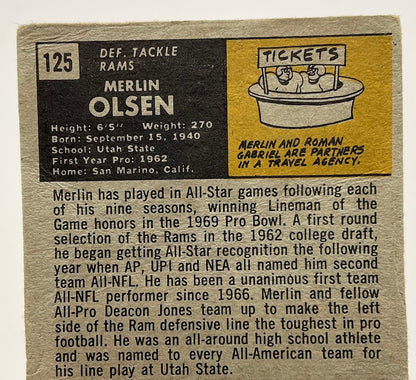 125
DEF. TACKLE
RAMS
MERLIN
OLSEN
Height: 6'5" Weight: 270
Born: September 15, 1940
School: Utah State
First Year Pro: 1962
Home: San Marino, Calif.
TICKETS
MERLIN AND ROMAN
GABRIEL ARE PARTNERS
IN A TRAVEL AGENCY.
Merlin has played in All-Star games following each
of his nine seasons, winning Lineman of the
Game honors in the 1969 Pro Bowl. A first round
selection of the Rams in the 1962 college draft,
he began getting All-Star recognition the following
year when AP, UPI and NEA all named him second
team All-NFL. He has been a unanimous first team
All-NFL performer since 1966. Merlin and fellow
All-Pro Deacon Jones team up to make the left
side of the Ram defensive line the toughest in pro
football. He was an all-around high school athlete
and was named to every All-American team for
his line play at Utah State.